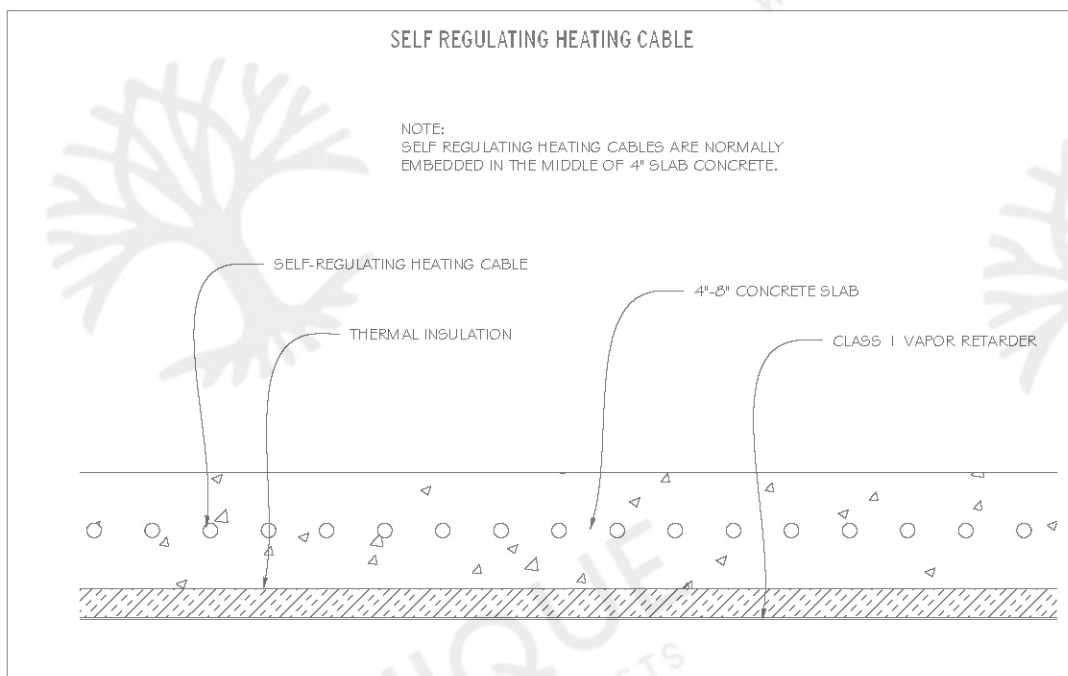 SELF REGULATING HEATING CABLE
NOTE:
SELF REGULATING HEATING CABLES ARE NORMALLY
EMBEDDED IN THE MIDDLE OF 4" SLAB CONCRETE.
SELF-REGULATING HEATING CABLE
4"-8" CONCRETE SLAB
THERMAL INSULATION
CLASS I VAPOR RETARDER